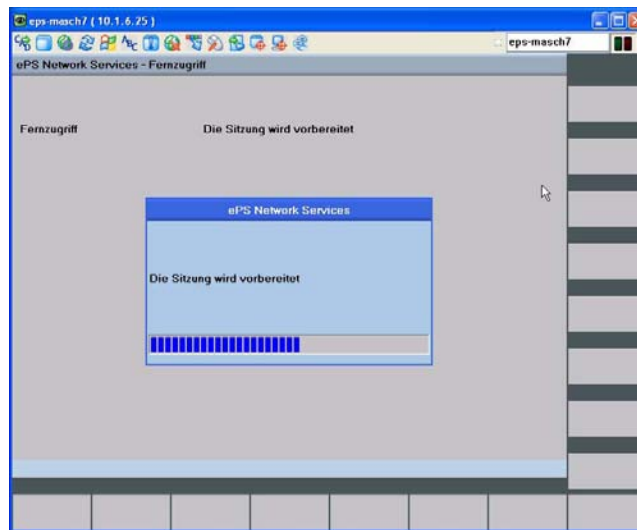 eps-masch7 ( 10.1.6.25 )
eps-masch7
ePS Network Services - Fernzugriff
Fernzugriff
Die Sitzung wird vorbereitet
ePS Network Services
Die Sitzung wird vorbereitet